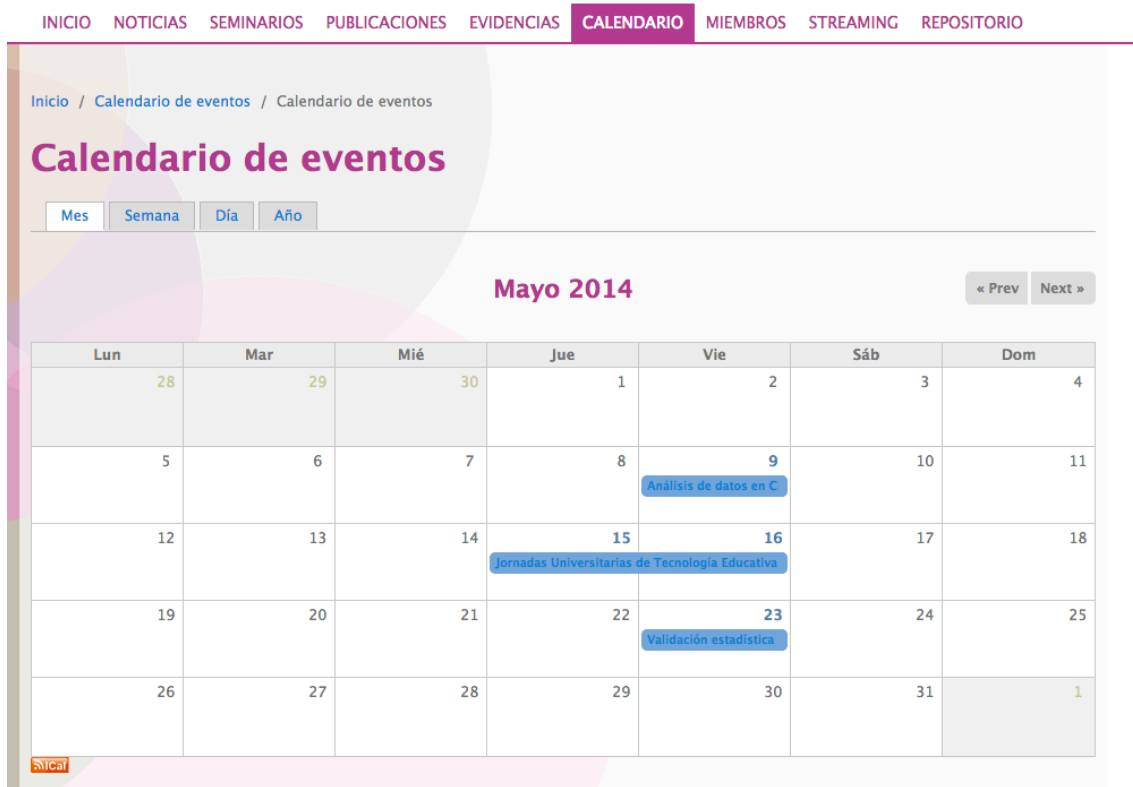 INICIO NOTICIAS SEMINARIOS PUBLICACIONES EVIDENCIAS CALENDARIO MIEMBROS STREAMING REPOSITORIO
Inicio / Calendario de eventos / Calendario de eventos
Calendario de eventos
Mes Semana Día Año
Mayo 2014
« Prev Next »
Lun Mar Mié Jue Vie Sáb Dom
28 29 30 1 2 3 4
5 6 7 8 9 10 11
Análisis de datos en C
12 13 14 15 16 17 18
Jornadas Universitarias de Tecnología Educativa
19 20 21 22 23 24 25
Validación estadística
26 27 28 29 30 31 1
iCal